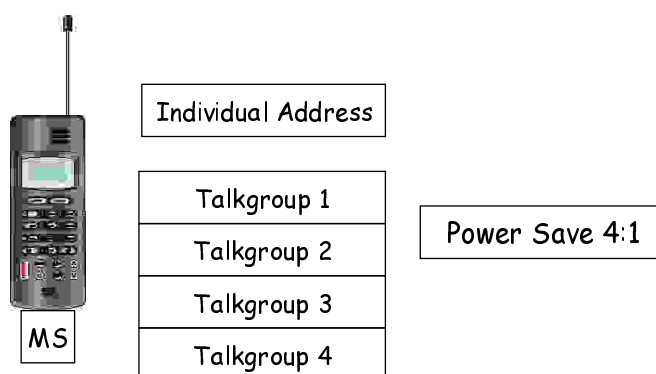 Individual Address
Talkgroup 1
Talkgroup 2
Talkgroup 3
Talkgroup 4
Power Save 4:1
MS